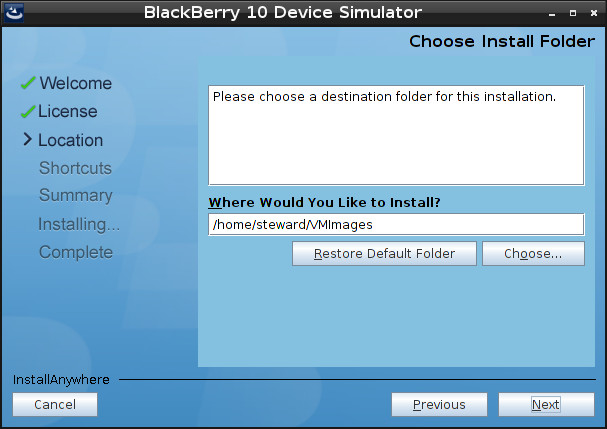 BlackBerry 10 Device Simulator
Choose Install Folder
Welcome
License
Location
Shortcuts
Summary
Installing...
Complete
Please choose a destination folder for this installation.
Where Would You Like to Install?
/home/steward/VMImages
Restore Default Folder
Choose...
InstallAnywhere
Cancel
Previous
Next